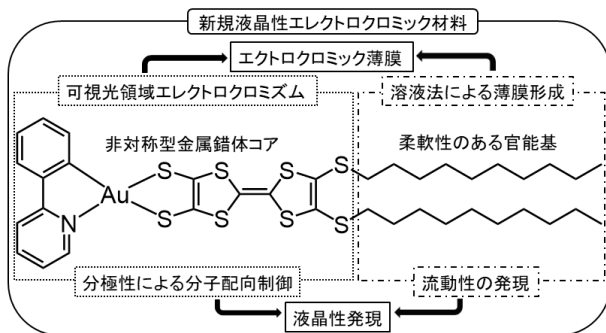 新規液晶性エレクトロクロミック材料
エクトロクロミック薄膜
可視光領域エレクトロクロミズム
溶液法による薄膜形成
非対称型金属錯体コア
柔軟性のある官能基
S S S S
Au
N S S S S
分極性による分子配向制御
流動性の発現
液晶性発現